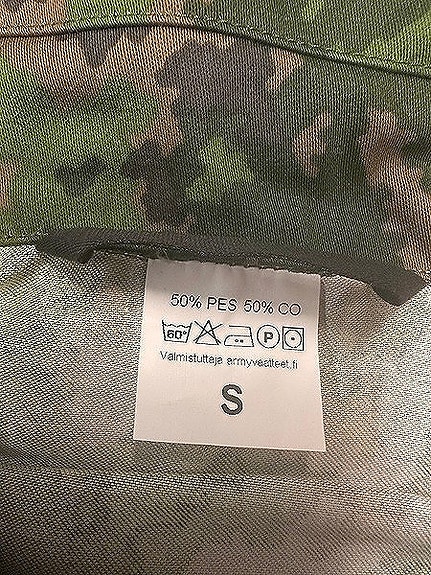 50% PES 50% CO
60° P
Valmistuttaja armyvaatteet.fi
S